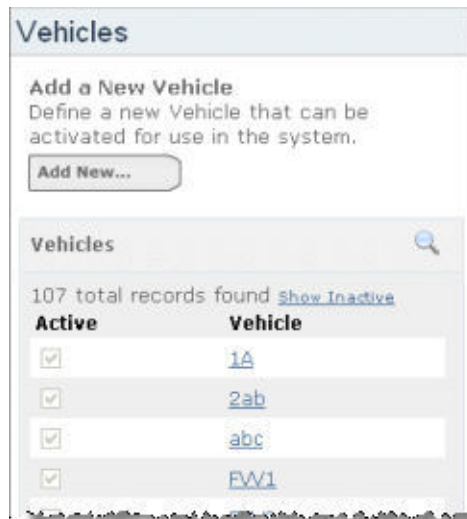 Vehicles
Add a New Vehicle
Define a new Vehicle that can be
activated for use in the system.
Add New...
Vehicles
107 total records found Show Inactive
Active Vehicle
1A
2ab
abc
FVV1